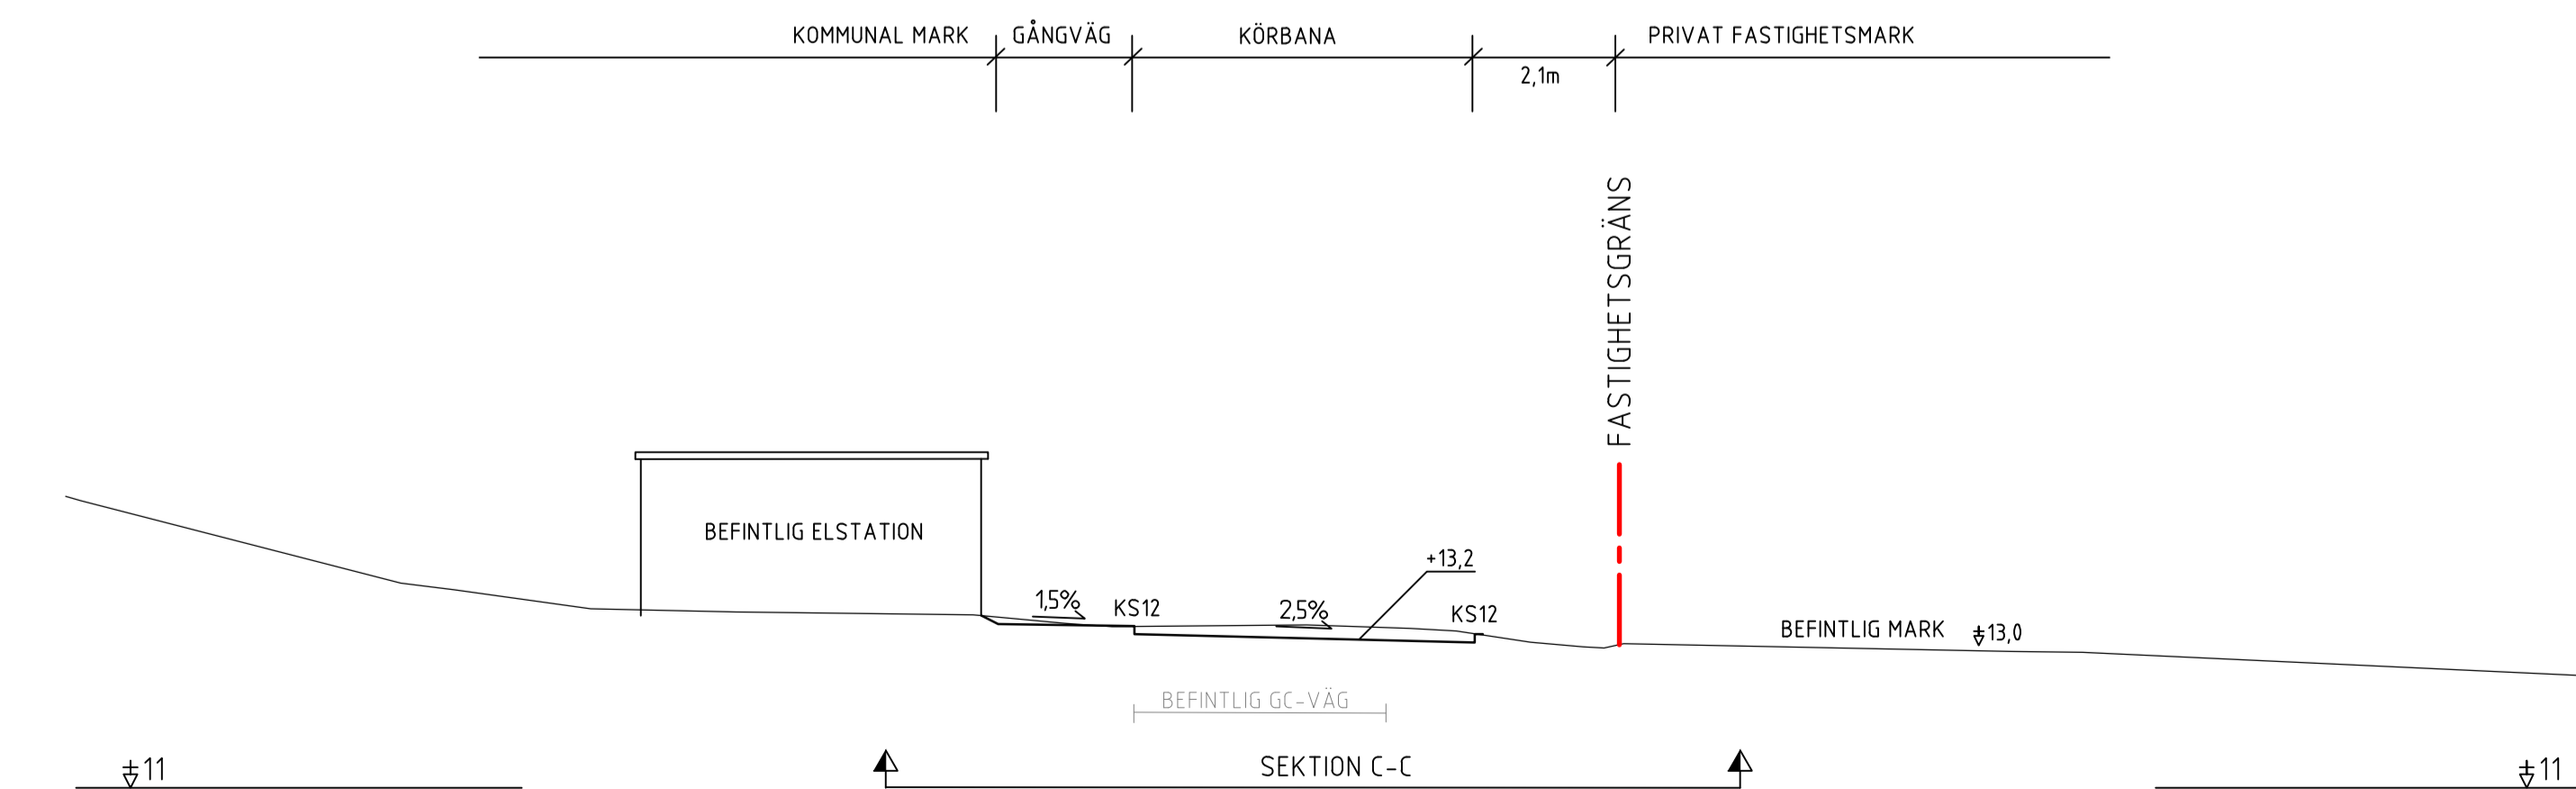 KOMMUNAL MARK
GÅNGVÄG
KÖRBANA
PRIVAT FASTIGHETSMARK
2,1m
FASTIGHETSGRÄNS
BEFINTLIG ELSTATION
+13,2
1,5%
KS12
2,5%
KS12
BEFINTLIG MARK
+13,0
BEFINTLIG GC-VÄG
+11
SEKTION C-C
+11